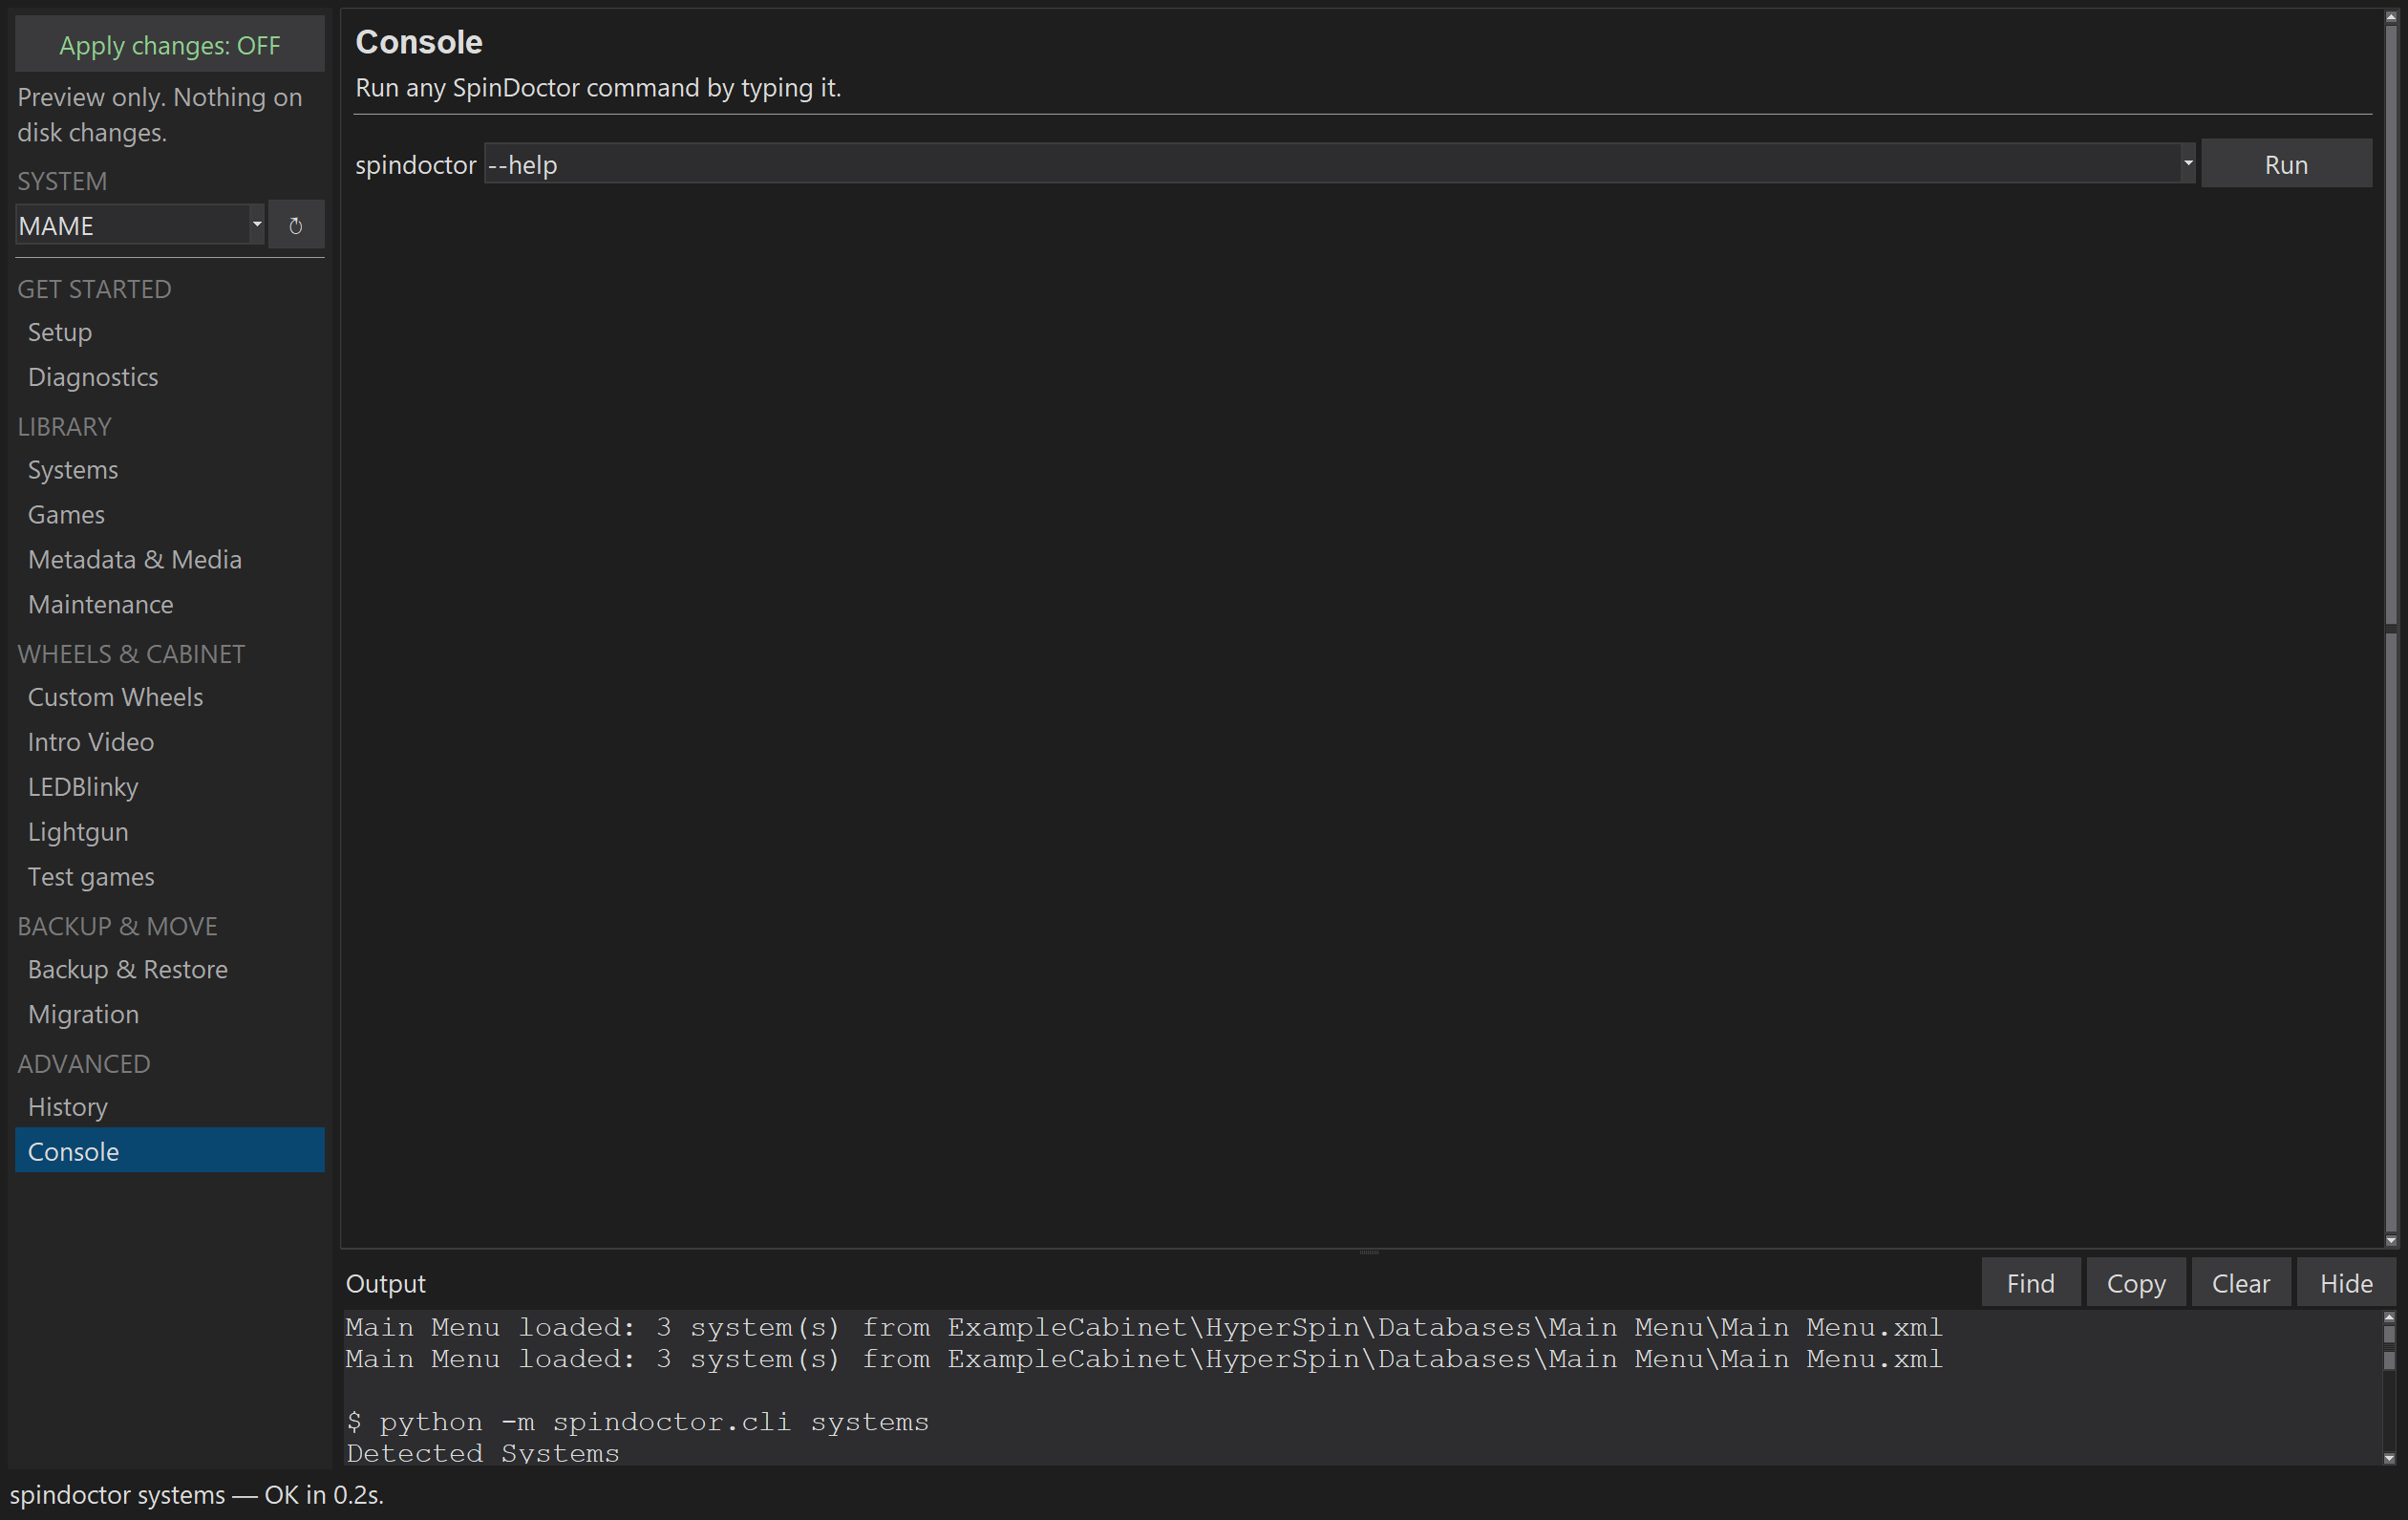 Apply changes: OFF
Preview only. Nothing on
disk changes.
SYSTEM
MAME
GET STARTED
Setup
Diagnostics
LIBRARY
Systems
Games
Metadata & Media
Maintenance
WHEELS & CABINET
Custom Wheels
Intro Video
LEDBlinky
Lightgun
Test games
BACKUP & MOVE
Backup & Restore
Migration
ADVANCED
History
Console
Console
Run any SpinDoctor command by typing it.
spindoctor --help Run
Output Find Copy Clear Hide
Main Menu loaded: 3 system(s) from ExampleCabinet\HyperSpin\Databases\Main Menu\Main Menu.xml
Main Menu loaded: 3 system(s) from ExampleCabinet\HyperSpin\Databases\Main Menu\Main Menu.xml
$ python -m spindoctor.cli systems
Detected Systems
spindoctor systems — OK in 0.2s.